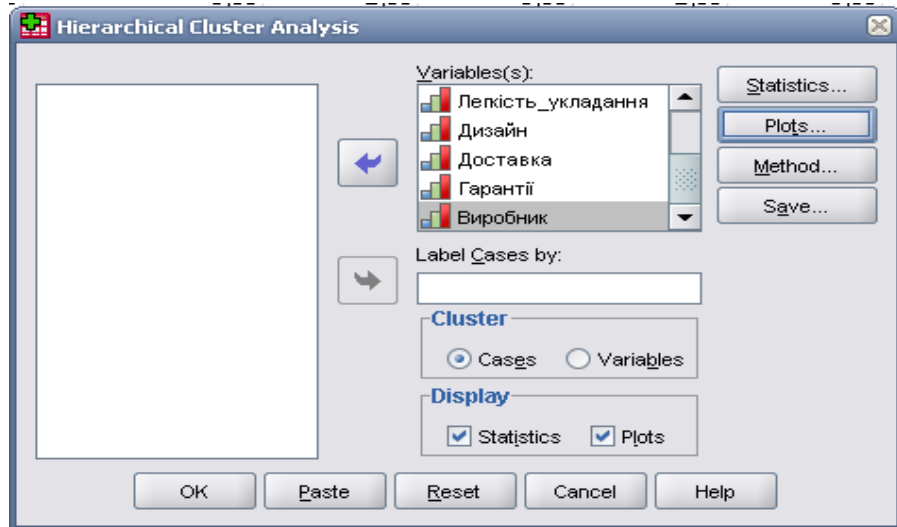 Hierarchical Cluster Analysis
Variables(s):
Легкість_укладання
Дизайн
Доставка
Гарантії
Виробник
Statistics...
Plots...
Method...
Save...
Label Cases by:
Cluster
Cases Variables
Display
Statistics Plots
OK Paste Reset Cancel Help